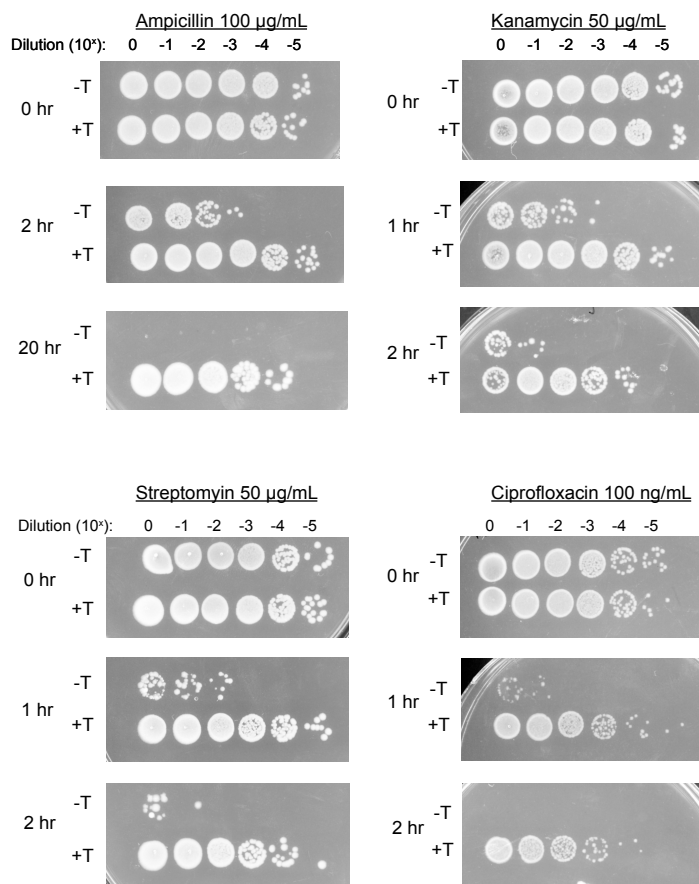 Ampicillin 100 µg/mL
Dilution (10ˣ): 0 -1 -2 -3 -4 -5
0 hr
-T
+T
2 hr
-T
+T
20 hr
-T
+T
Kanamycin 50 µg/mL
0 -1 -2 -3 -4 -5
0 hr
-T
+T
1 hr
-T
+T
2 hr
-T
+T
Streptomyin 50 µg/mL
Dilution (10ˣ): 0 -1 -2 -3 -4 -5
0 hr
-T
+T
1 hr
-T
+T
2 hr
-T
+T
Ciprofloxacin 100 ng/mL
0 -1 -2 -3 -4 -5
0 hr
-T
+T
1 hr
-T
+T
2 hr
-T
+T